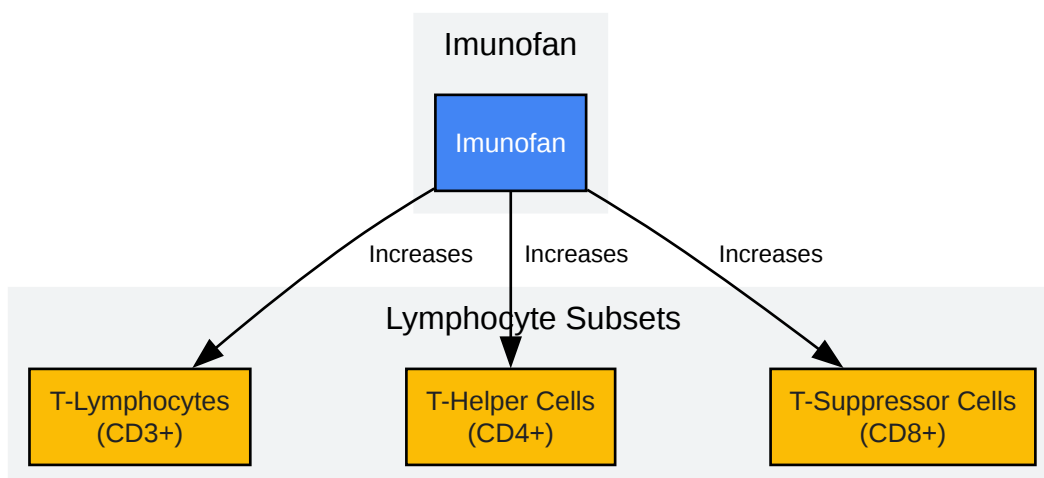 Imunofan
Imunofan
Increases
Increases
Increases
Lymphocyte Subsets
T-Lymphocytes
(CD3+)
T-Helper Cells
(CD4+)
T-Suppressor Cells
(CD8+)